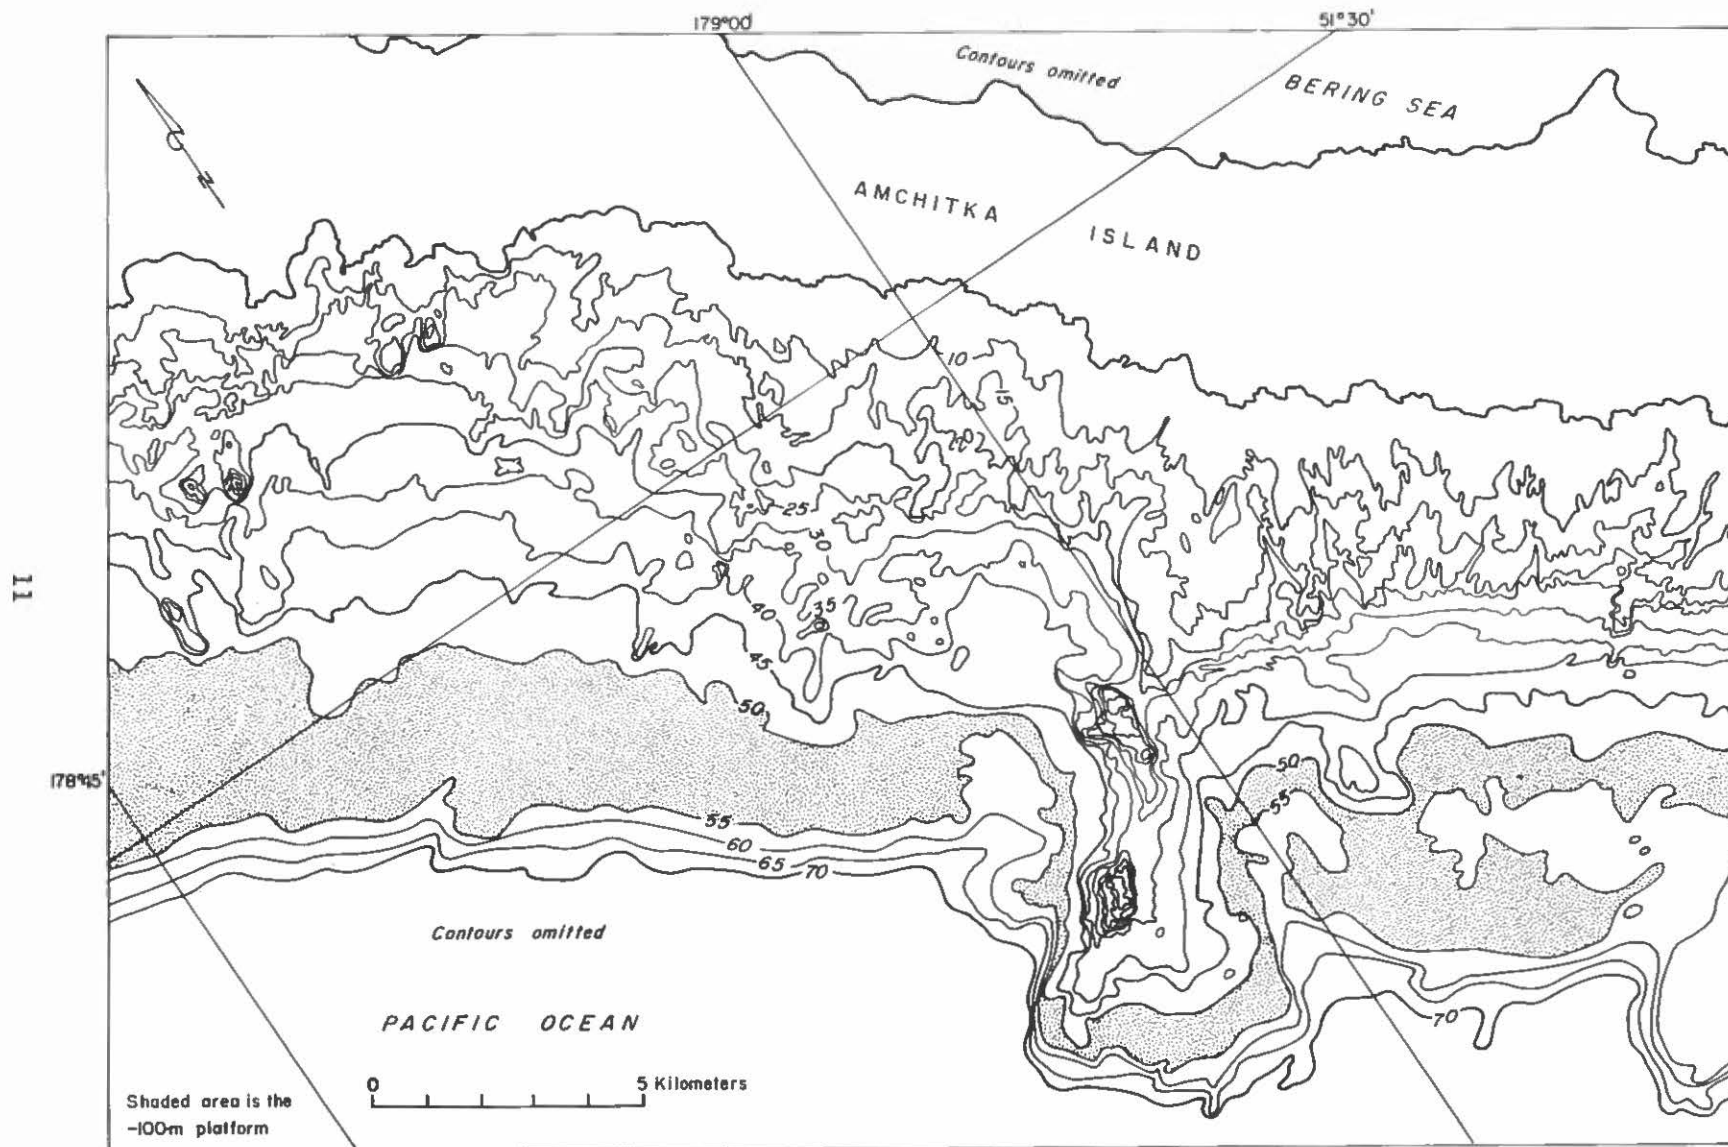 179°00'
51°30'
Contours omitted
BERING SEA
N
AMCHITKA
ISLAND
10
15
20
25
30
35
40
45
50
50
55
178°45'
55
60
65
70
11
Contours omitted
PACIFIC OCEAN
70
0 5 Kilometers
Shaded area is the
-100m platform